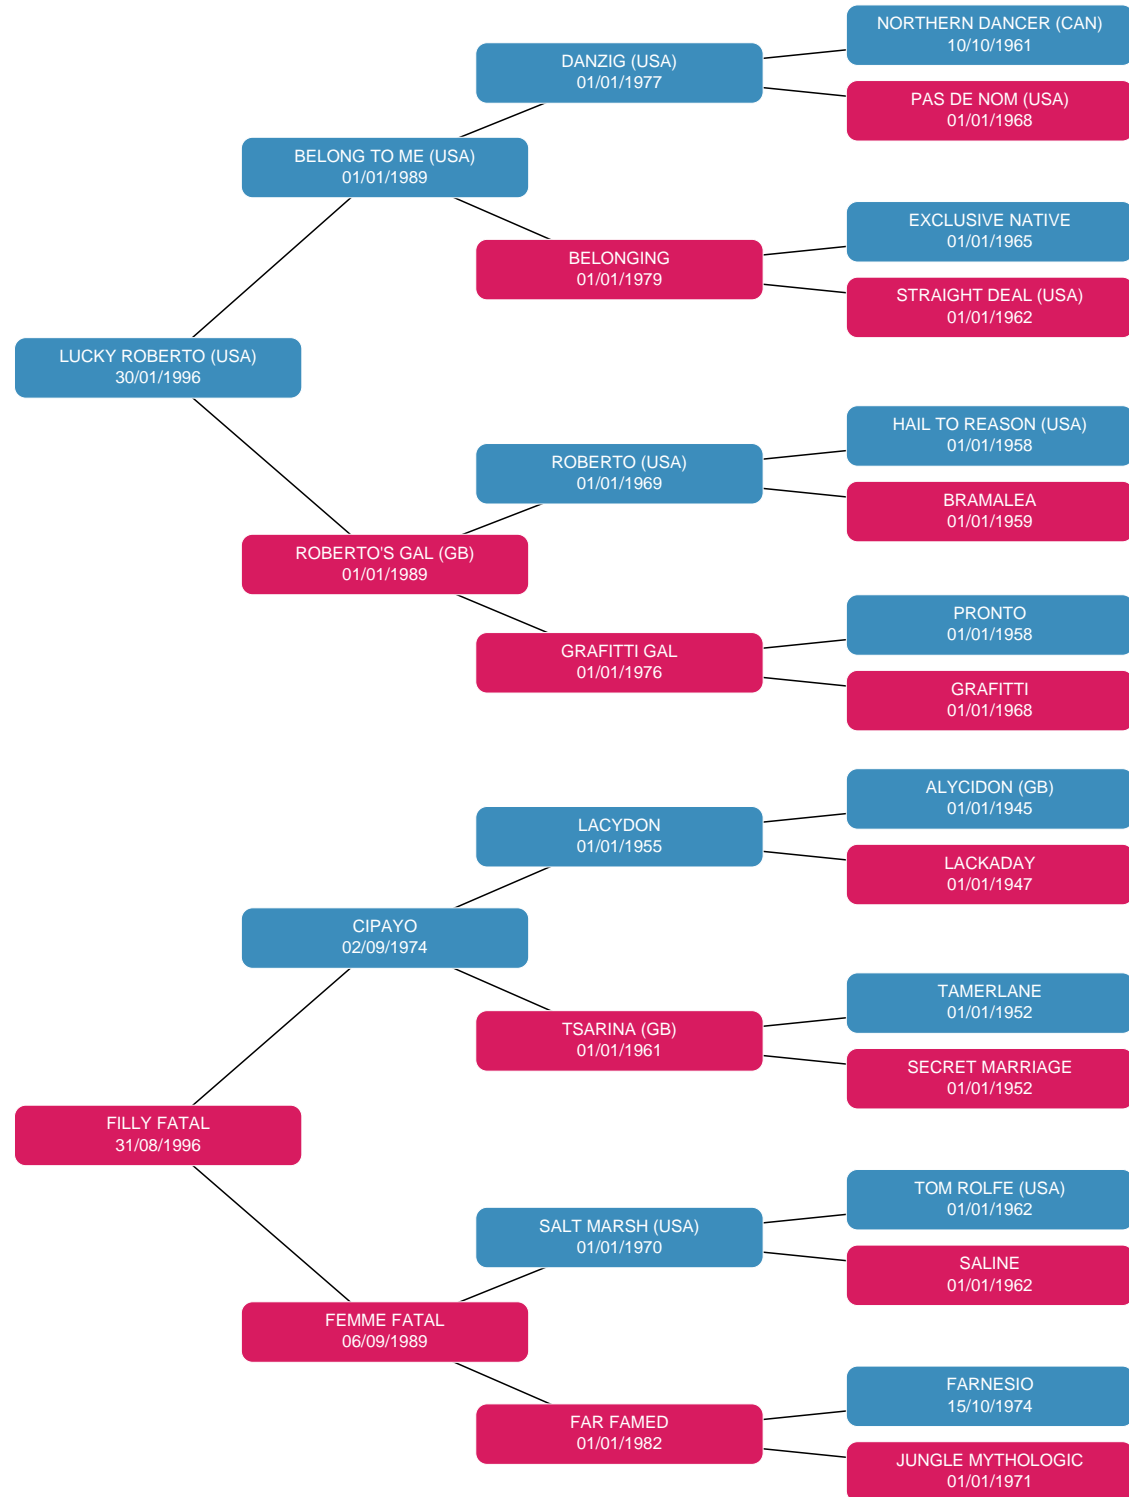 NORTHERN DANCER (CAN)
10/10/1961
DANZIG (USA)
01/01/1977
PAS DE NOM (USA)
01/01/1968
BELONG TO ME (USA)
01/01/1989
EXCLUSIVE NATIVE
01/01/1965
BELONGING
01/01/1979
STRAIGHT DEAL (USA)
01/01/1962
LUCKY ROBERTO (USA)
30/01/1996
HAIL TO REASON (USA)
01/01/1958
ROBERTO (USA)
01/01/1969
BRAMALEA
01/01/1959
ROBERTO'S GAL (GB)
01/01/1989
PRONTO
01/01/1958
GRAFITTI GAL
01/01/1976
GRAFITTI
01/01/1968
ALYCIDON (GB)
01/01/1945
LACYDON
01/01/1955
LACKADAY
01/01/1947
CIPAYO
02/09/1974
TAMERLANE
01/01/1952
TSARINA (GB)
01/01/1961
SECRET MARRIAGE
01/01/1952
FILLY FATAL
31/08/1996
TOM ROLFE (USA)
01/01/1962
SALT MARSH (USA)
01/01/1970
SALINE
01/01/1962
FEMME FATAL
06/09/1989
FARNESIO
15/10/1974
FAR FAMED
01/01/1982
JUNGLE MYTHOLOGIC
01/01/1971